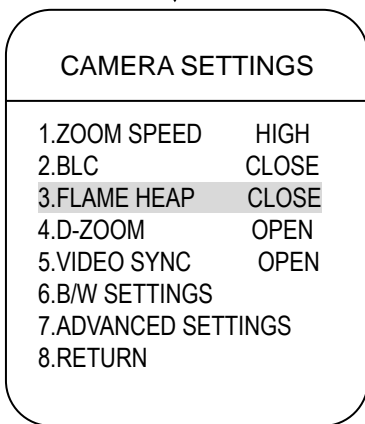 CAMERA SETTINGS
1.ZOOM SPEED HIGH
2.BLC CLOSE
3.FLAME HEAP CLOSE
4.D-ZOOM OPEN
5.VIDEO SYNC OPEN
6.B/W SETTINGS
7.ADVANCED SETTINGS
8.RETURN